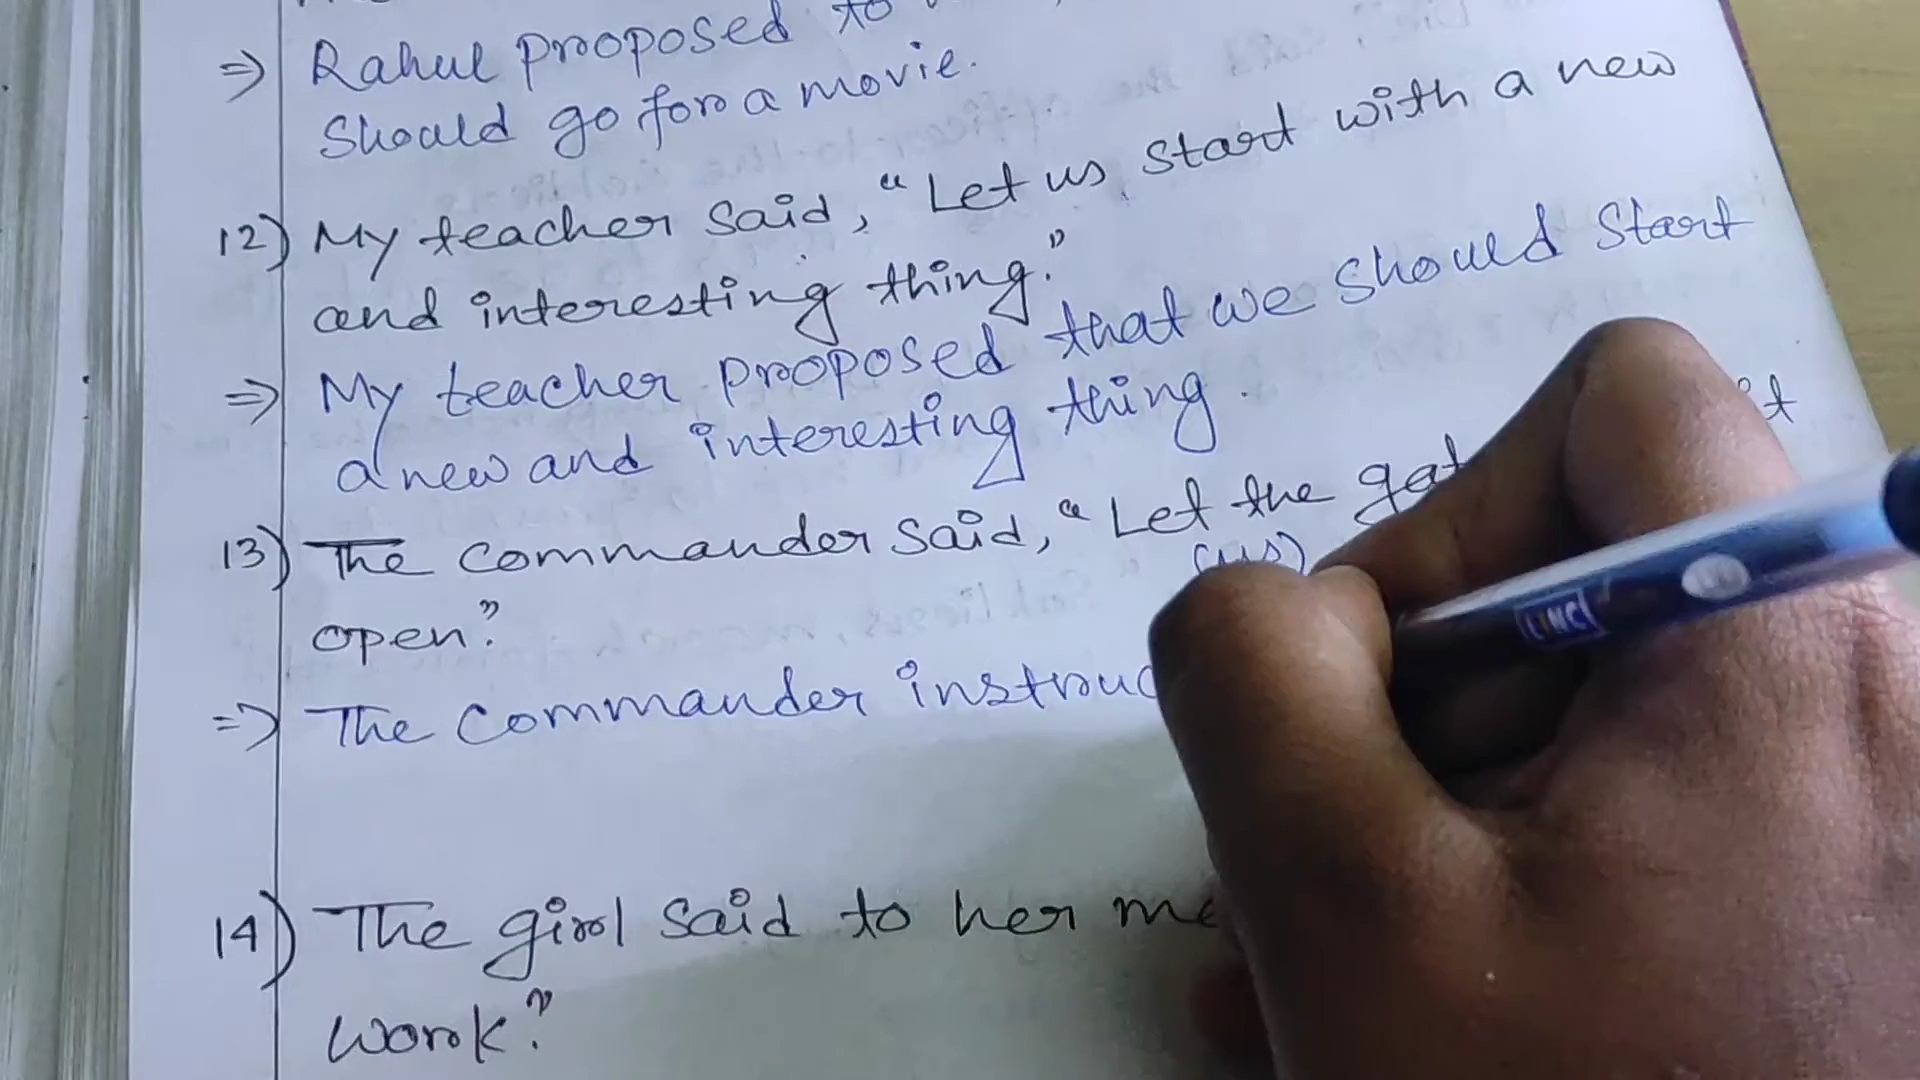 ⇒ Rahul proposed to
should go for a movie.
12) My teacher said, "Let us start with a new
and interesting thing."
⇒ My teacher proposed that we should start
a new and interesting thing.
13) The commander said, "Let the
(us)
open."
⇒ The commander
14) The girl said to her
work."
LINC